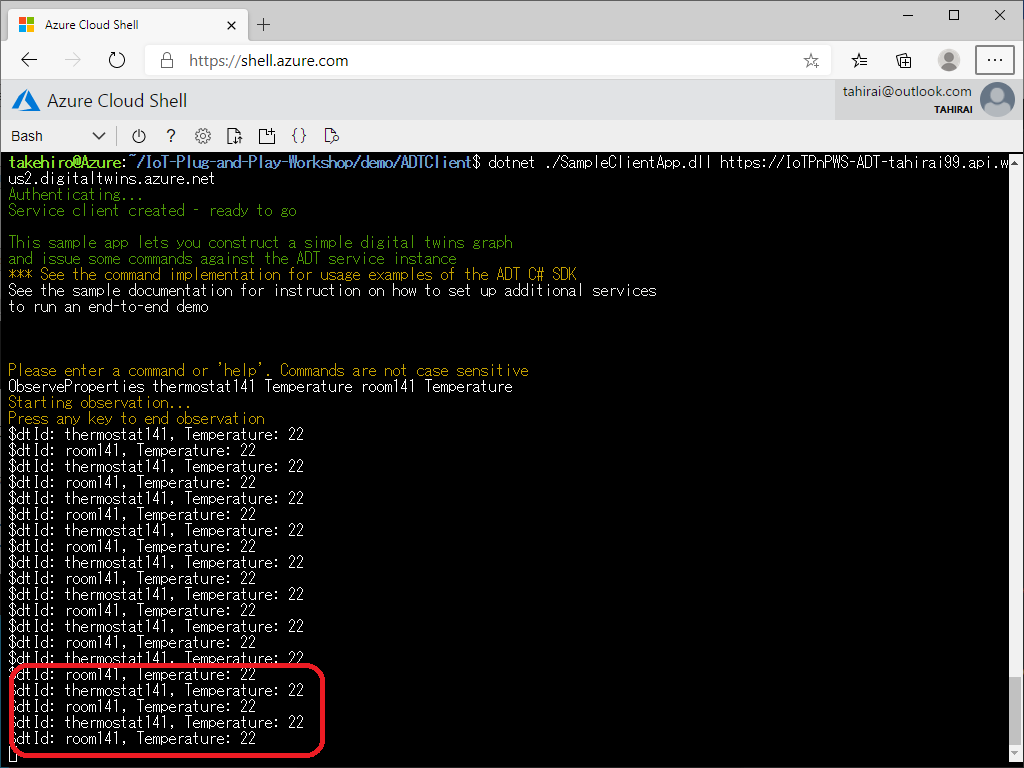 Azure Cloud Shell
https://shell.azure.com
Azure Cloud Shell
tahirai@outlook.com
TAHIRAI
Bash
takehiro@Azure:~/IoT-Plug-and-Play-Workshop/demo/ADTClient$ dotnet ./SampleClientApp.dll https://IoTPnPWS-ADT-tahirai99.api.w
us2.digitaltwins.azure.net
Authenticating...
Service client created – ready to go
This sample app lets you construct a simple digital twins graph
and issue some commands against the ADT service instance
*** See the command implementation for usage examples of the ADT C# SDK
See the sample documentation for instruction on how to set up additional services
to run an end-to-end demo
Please enter a command or 'help'. Commands are not case sensitive
ObserveProperties thermostat141 Temperature room141 Temperature
Starting observation...
Press any key to end observation
$dtId: thermostat141, Temperature: 22
$dtId: room141, Temperature: 22
$dtId: thermostat141, Temperature: 22
$dtId: room141, Temperature: 22
$dtId: thermostat141, Temperature: 22
$dtId: room141, Temperature: 22
$dtId: thermostat141, Temperature: 22
$dtId: room141, Temperature: 22
$dtId: thermostat141, Temperature: 22
$dtId: room141, Temperature: 22
$dtId: thermostat141, Temperature: 22
$dtId: room141, Temperature: 22
$dtId: thermostat141, Temperature: 22
$dtId: room141, Temperature: 22
$dtId: thermostat141, Temperature: 22
$dtId: room141, Temperature: 22
$dtId: thermostat141, Temperature: 22
$dtId: room141, Temperature: 22
$dtId: thermostat141, Temperature: 22
$dtId: room141, Temperature: 22